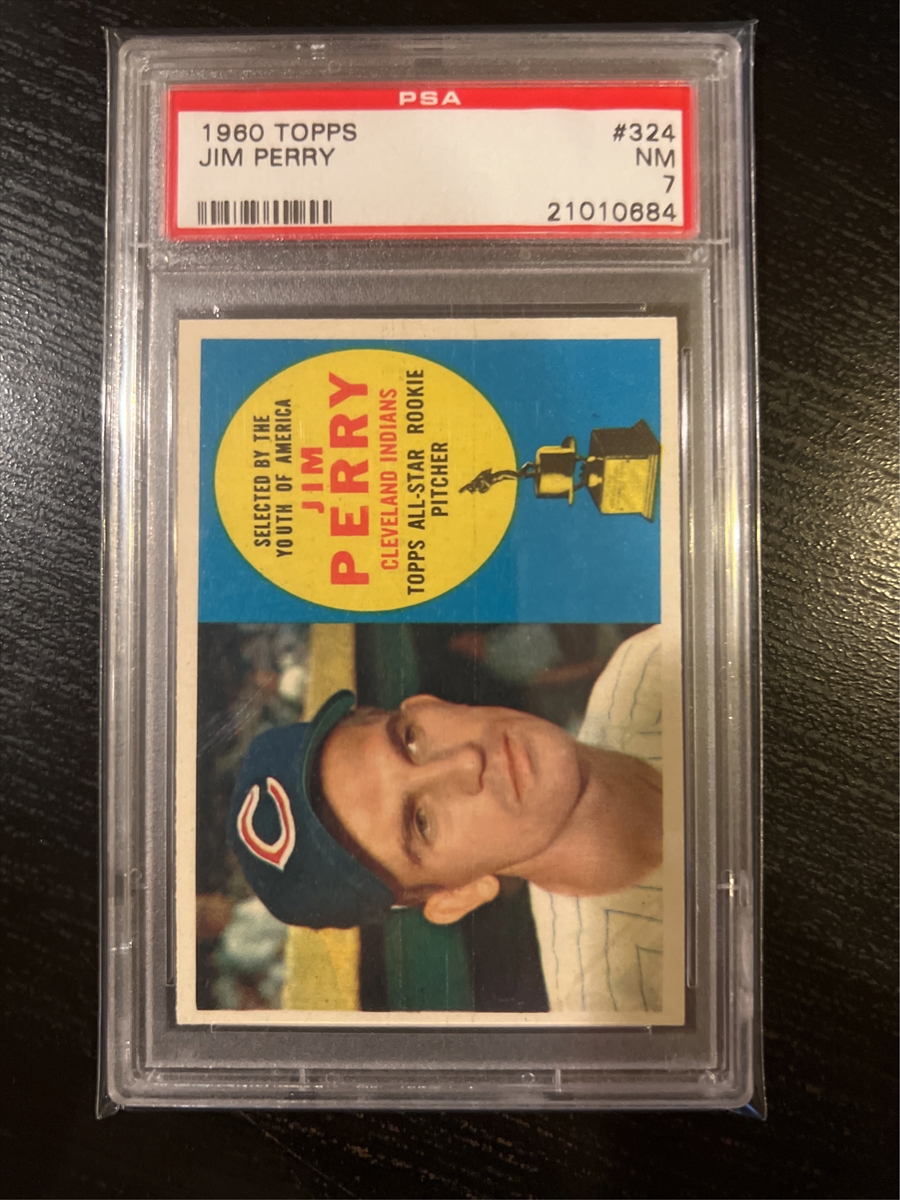 PSA
1960 TOPPS #324
JIM PERRY NM
7
21010684
SELECTED BY THE
YOUTH OF AMERICA
JIM
PERRY
CLEVELAND INDIANS
TOPPS ALL-STAR ROOKIE
PITCHER
C